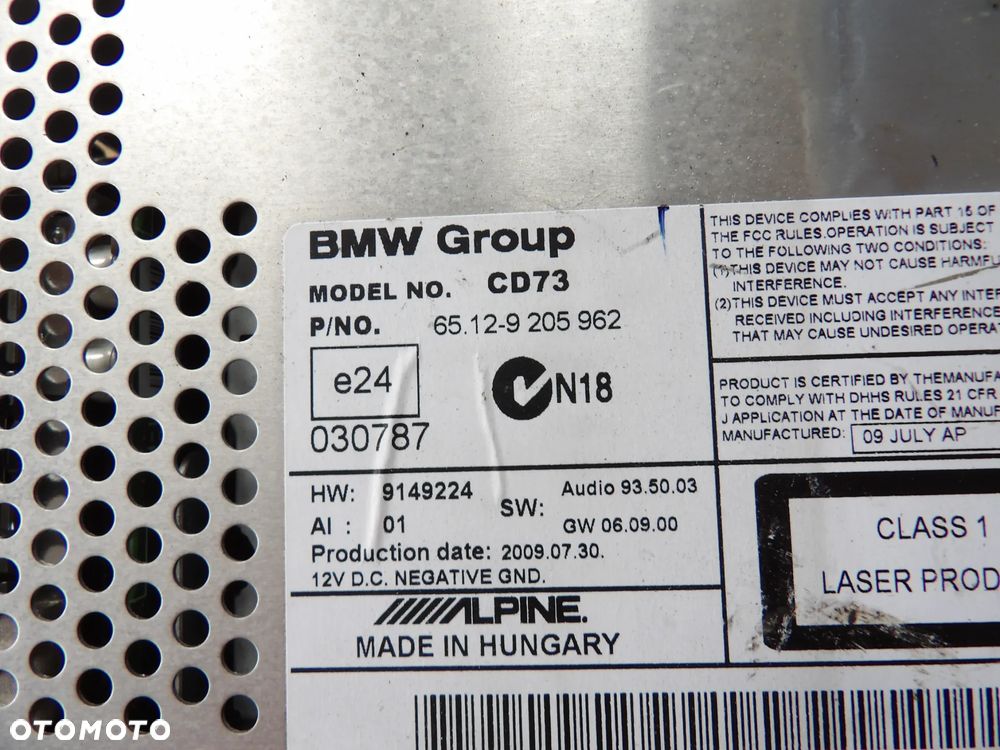 BMW Group
MODEL NO. CD73
P/NO. 65.12-9 205 962
e24
N18
030787
HW: 9149224
AI : 01
SW: Audio 93.50.03
GW 06.09.00
Production date: 2009.07.30.
12V D.C. NEGATIVE GND.
ALPINE.
MADE IN HUNGARY
THIS DEVICE COMPLIES WITH PART 15 OF
THE FCC RULES.OPERATION IS SUBJECT
TO THE FOLLOWING TWO CONDITIONS:
(1)THIS DEVICE MAY NOT CAUSE HARMFU
INTERFERENCE.
(2)THIS DEVICE MUST ACCEPT ANY INTER
RECEIVED INCLUDING INTERFERENCE
THAT MAY CAUSE UNDESIRED OPERAT
PRODUCT IS CERTIFIED BY THEMANUFA
TO COMPLY WITH DHHS RULES 21 CFR
J APPLICATION AT THE DATE OF MANUF
MANUFACTURED: 09 JULY AP
CLASS 1
LASER PROD
OTOMOTO